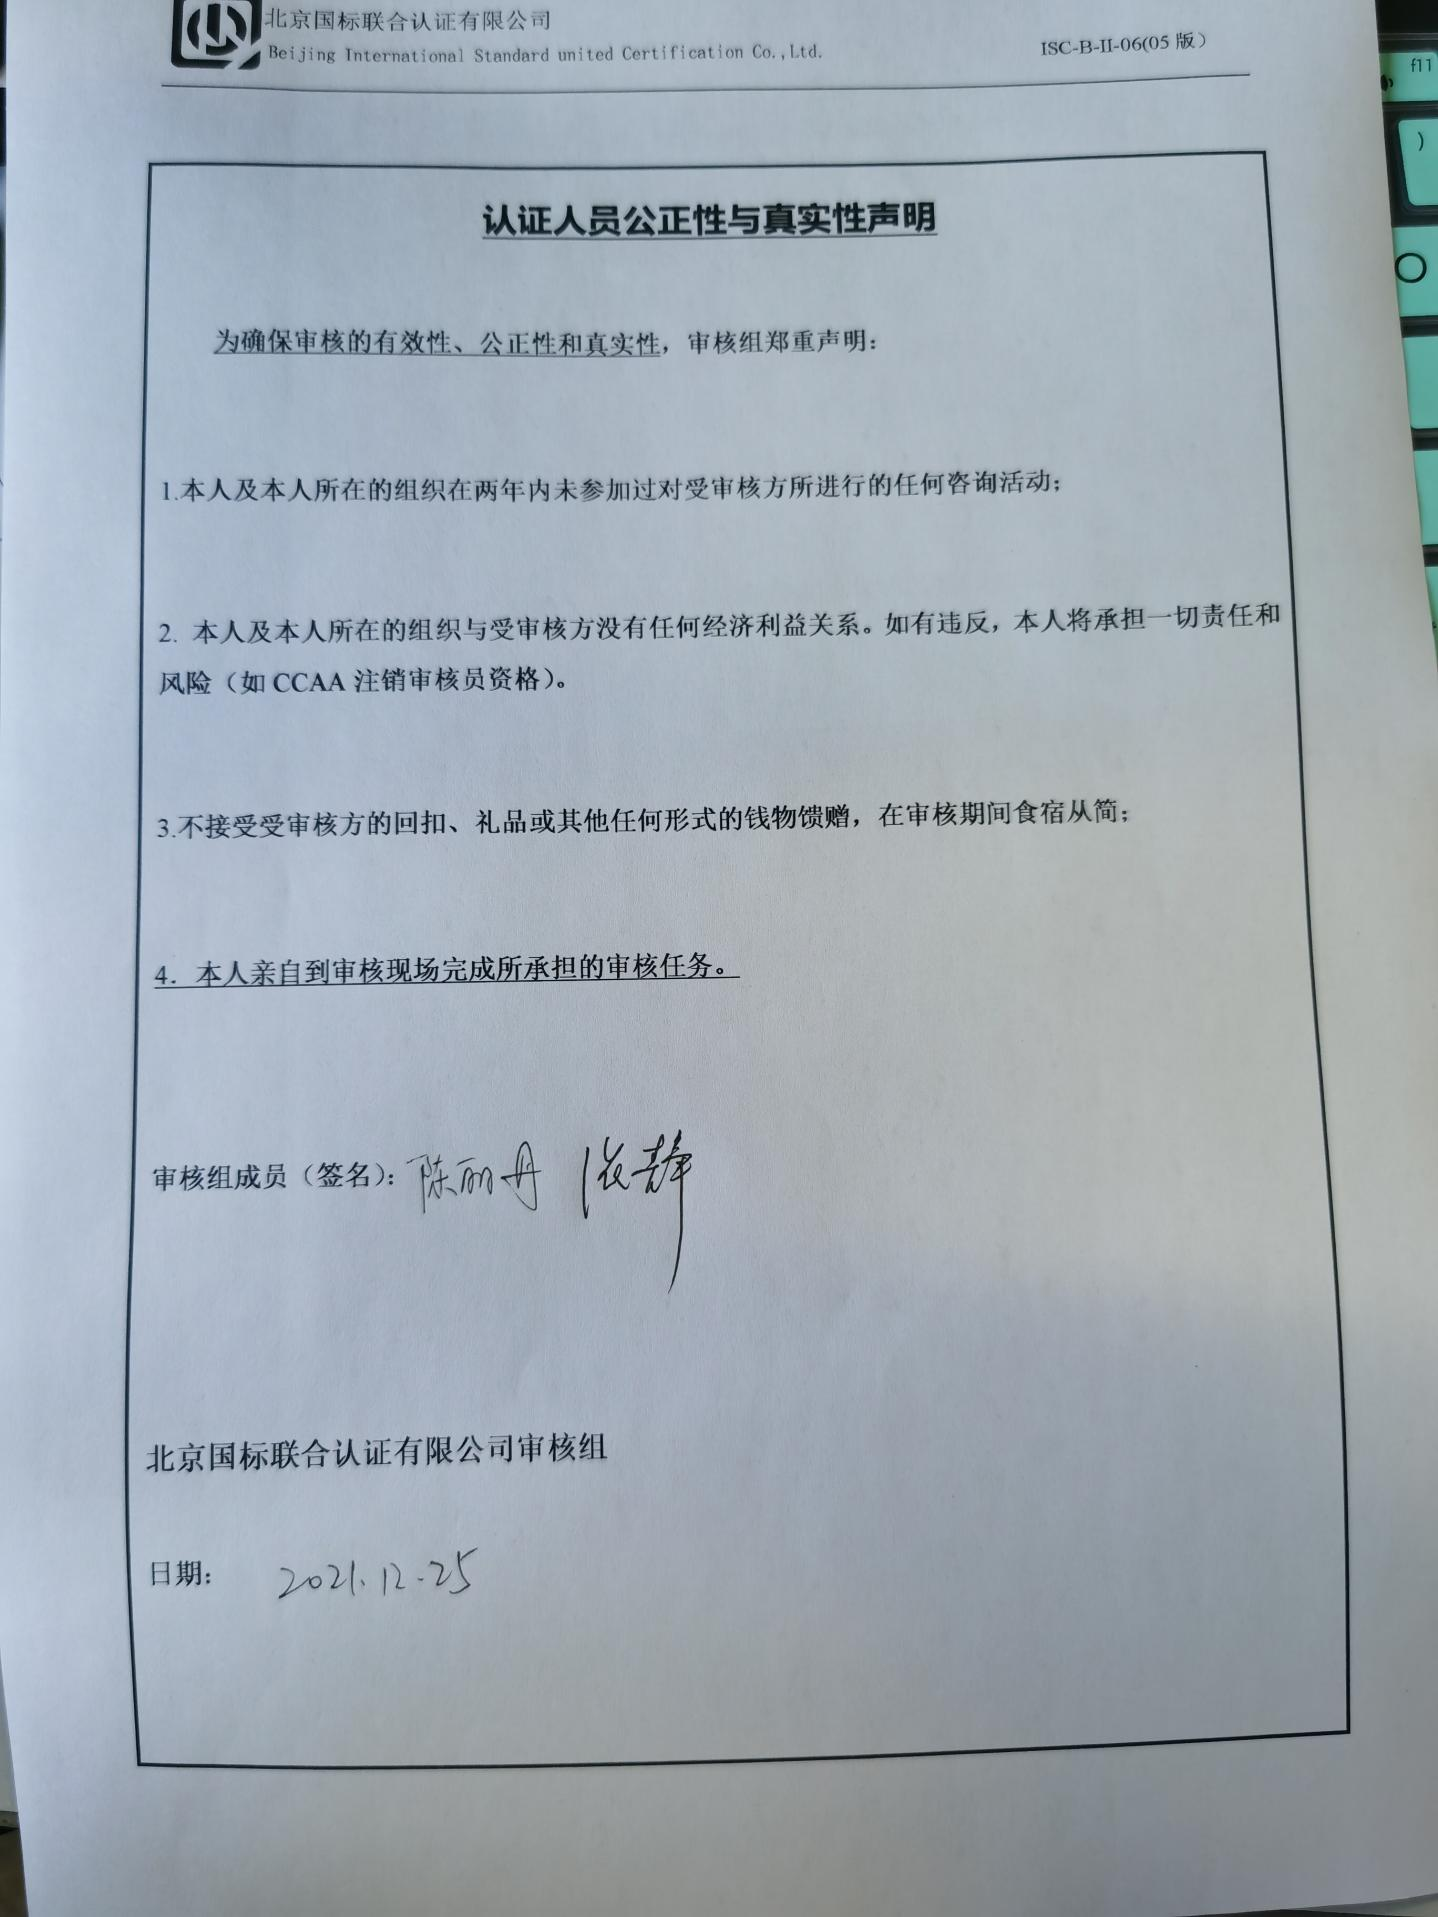 北京国标联合认证有限公司
Beijing International Standard united Certification Co.,Ltd.
ISC-B-II-06(05 版）
认证人员公正性与真实性声明
为确保审核的有效性、公正性和真实性，审核组郑重声明：
1.本人及本人所在的组织在两年内未参加过对受审核方所进行的任何咨询活动；
2. 本人及本人所在的组织与受审核方没有任何经济利益关系。如有违反，本人将承担一切责任和
风险（如 CCAA 注销审核员资格）。
3.不接受受审核方的回扣、礼品或其他任何形式的钱物馈赠，在审核期间食宿从简；
4. 本人亲自到审核现场完成所承担的审核任务。
审核组成员（签名）：陈丽丹
北京国标联合认证有限公司审核组
日期： 2021.12.25
f11
)